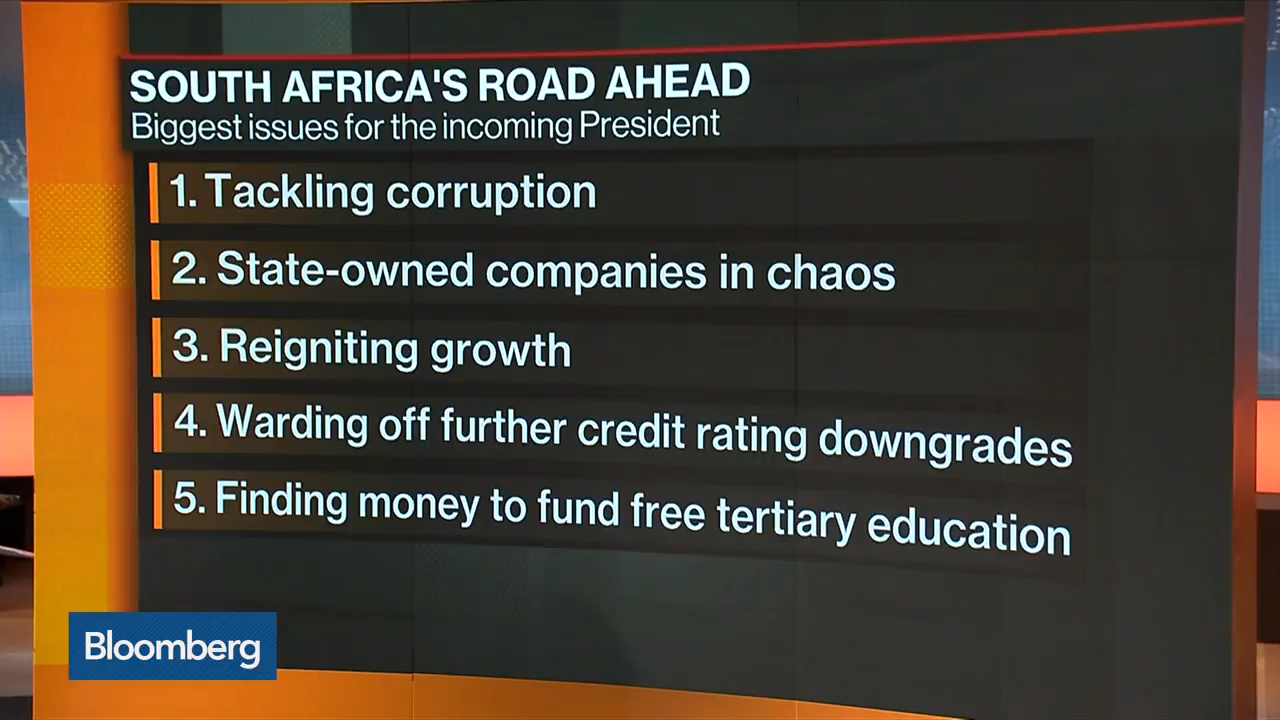 SOUTH AFRICA'S ROAD AHEAD
Biggest issues for the incoming President
1. Tackling corruption
2. State-owned companies in chaos
3. Reigniting growth
4. Warding off further credit rating downgrades
5. Finding money to fund free tertiary education
Bloomberg